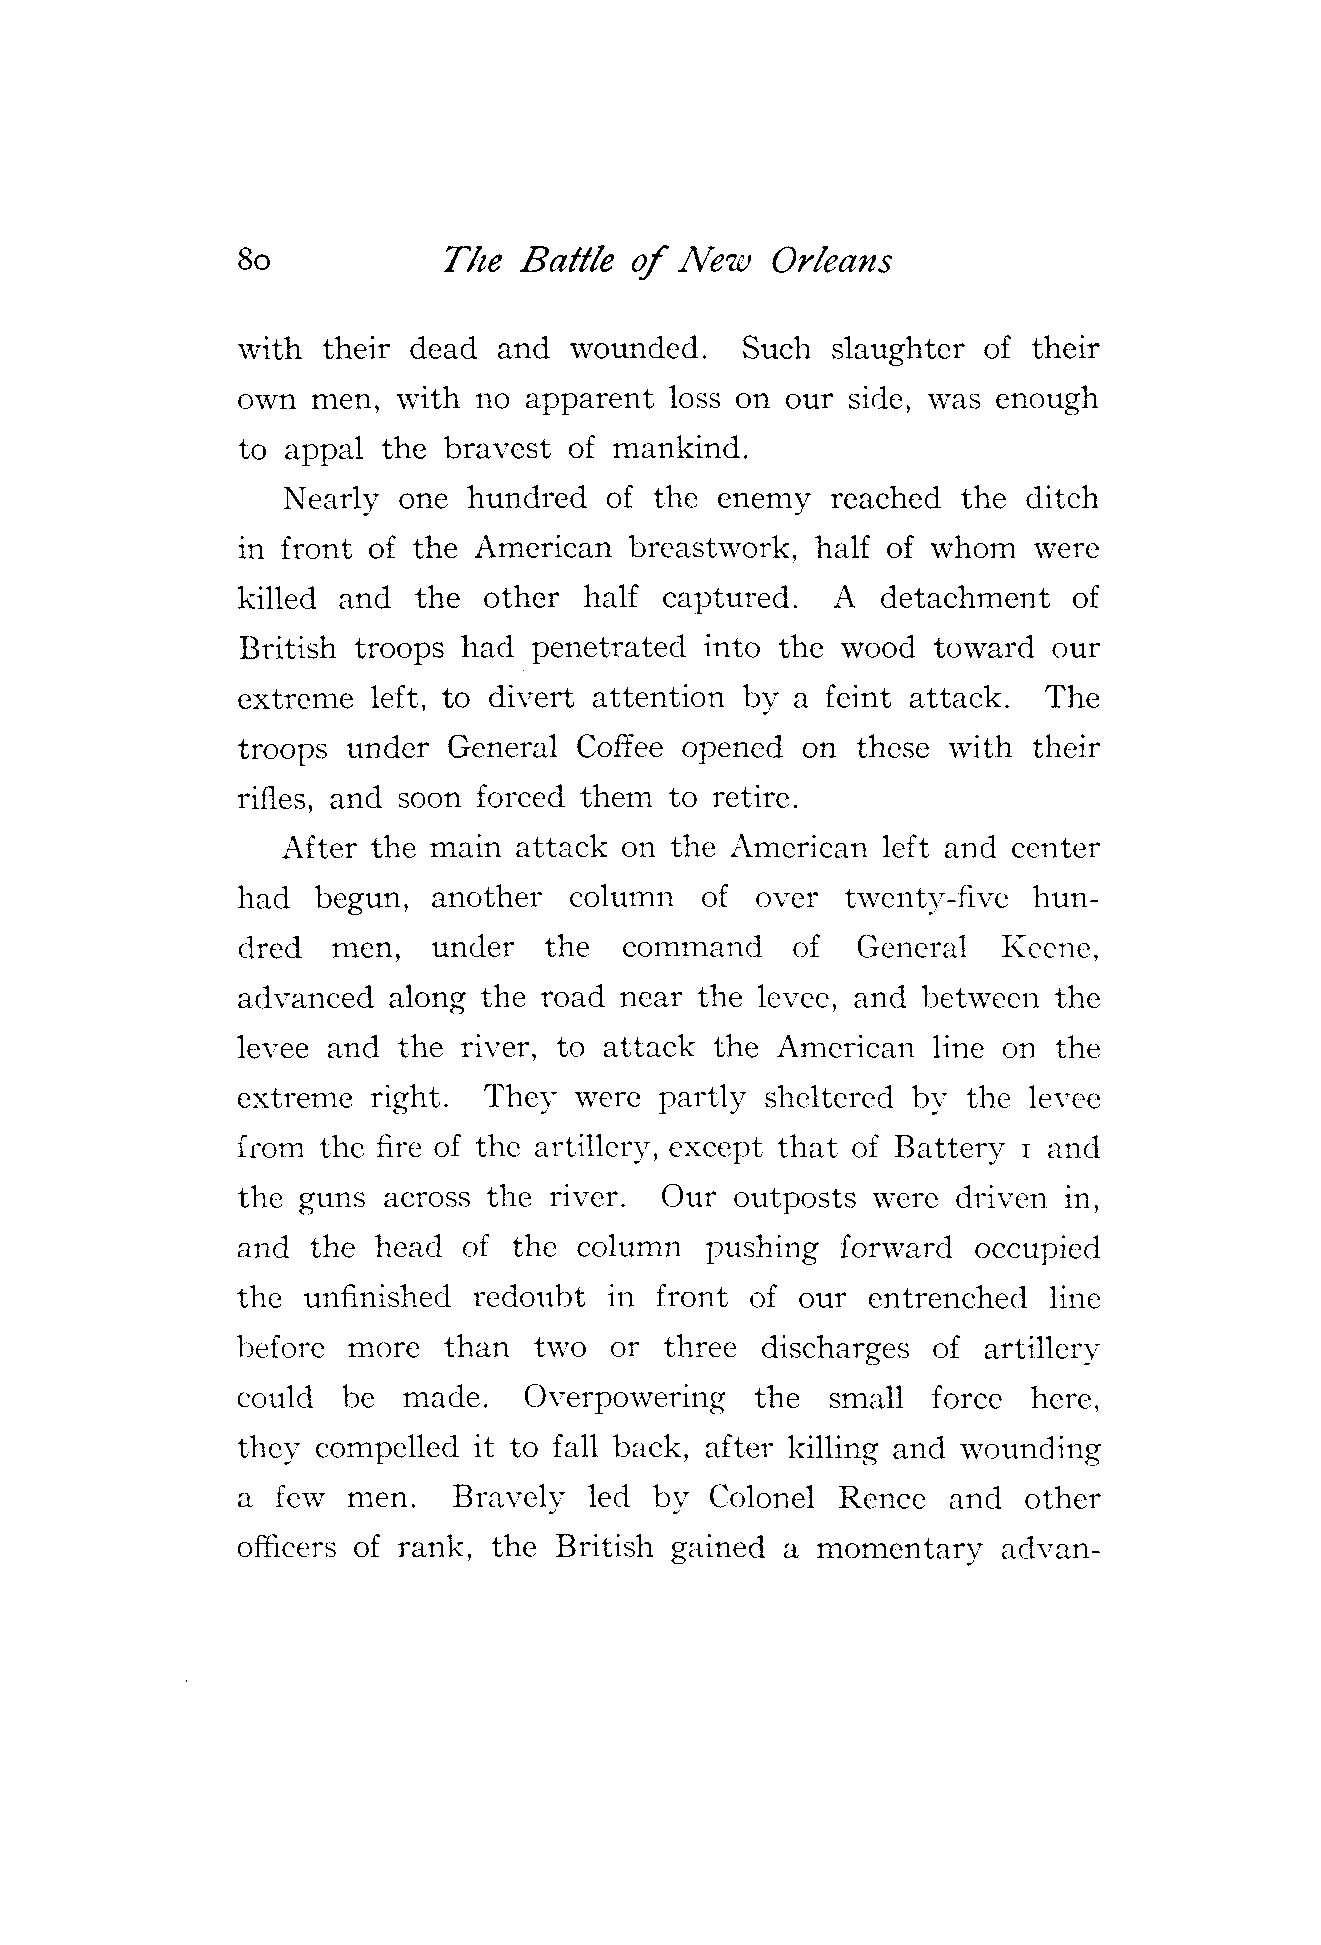 80 The Battle of New Orleans
with their dead and wounded. Such slaughter of their
own men, with no apparent loss on our side, was enough
to appal the bravest of mankind.
Nearly one hundred of the enemy reached the ditch
in front of the American breastwork, half of whom were
killed and the other half captured. A detachment of
British troops had penetrated into the wood toward our
extreme left, to divert attention by a feint attack. The
troops under General Coffee opened on these with their
rifles, and soon forced them to retire.
After the main attack on the American left and center
had begun, another column of over twenty-five hun-
dred men, under the command of General Keene,
advanced along the road near the levee, and between the
levee and the river, to attack the American line on the
extreme right. They were partly sheltered by the levee
from the fire of the artillery, except that of Battery 1 and
the guns across the river. Our outposts were driven in,
and the head of the column pushing forward occupied
the unfinished redoubt in front of our entrenched line
before more than two or three discharges of artillery
could be made. Overpowering the small force here,
they compelled it to fall back, after killing and wounding
a few men. Bravely led by Colonel Renee and other
officers of rank, the British gained a momentary advan-